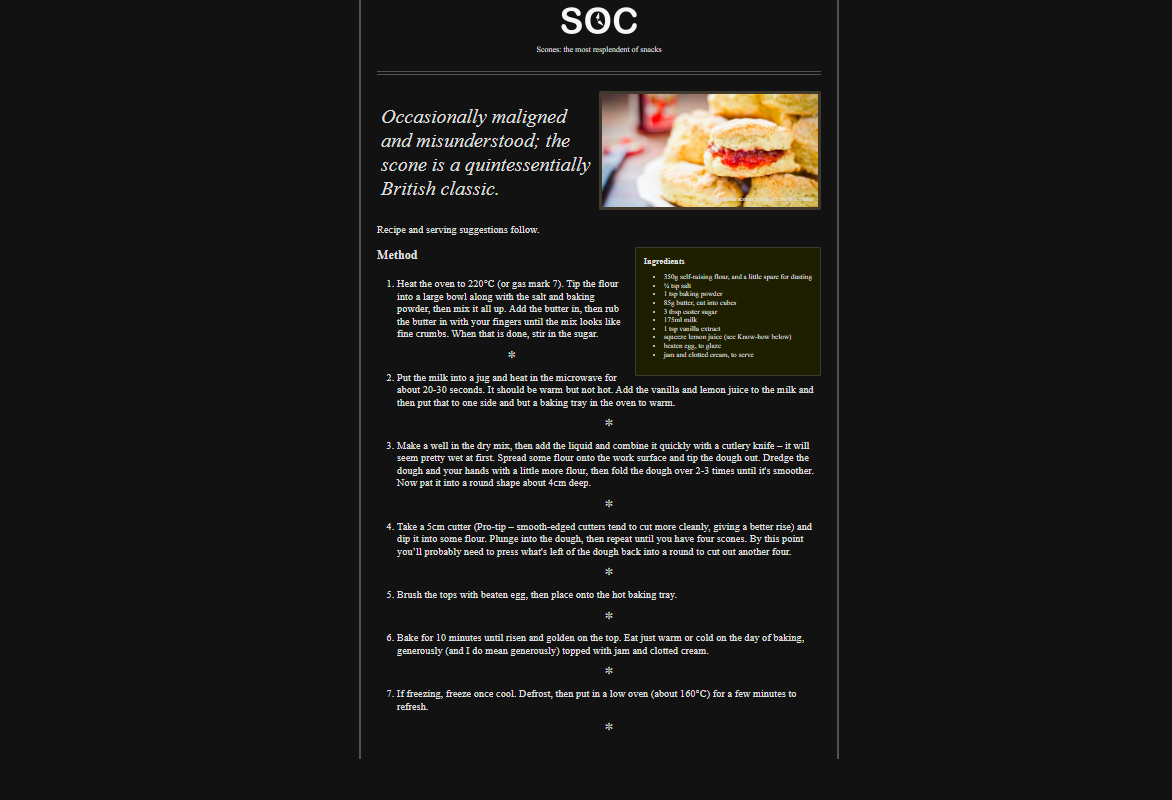 SOC
Scones: the most resplendent of snacks
Occasionally maligned
and misunderstood; the
scone is a quintessentially
British classic.
Recipe and serving suggestions follow.
Method
1. Heat the oven to 220°C (or gas mark 7). Tip the flour
into a large bowl along with the salt and baking
powder, then mix it all up. Add the butter in, then rub
the butter in with your fingers until the mix looks like
fine crumbs. When that is done, stir in the sugar.
*
Ingredients
• 350g self-raising flour, and a little spare for dusting
• ¼ tsp salt
• 1 tsp baking powder
• 85g butter, cut into cubes
• 3 tbsp caster sugar
• 175ml milk
• 1 tsp vanilla extract
• squeeze lemon juice (see Know-how below)
• beaten egg, to glaze
• jam and clotted cream, to serve
2. Put the milk into a jug and heat in the microwave for
about 20-30 seconds. It should be warm but not hot. Add the vanilla and lemon juice to the milk and
then put that to one side and but a baking tray in the oven to warm.
*
3. Make a well in the dry mix, then add the liquid and combine it quickly with a cutlery knife – it will
seem pretty wet at first. Spread some flour onto the work surface and tip the dough out. Dredge the
dough and your hands with a little more flour, then fold the dough over 2-3 times until it's smoother.
Now pat it into a round shape about 4cm deep.
*
4. Take a 5cm cutter (Pro-tip – smooth-edged cutters tend to cut more cleanly, giving a better rise) and
dip it into some flour. Plunge into the dough, then repeat until you have four scones. By this point
you’ll probably need to press what's left of the dough back into a round to cut out another four.
*
5. Brush the tops with beaten egg, then place onto the hot baking tray.
*
6. Bake for 10 minutes until risen and golden on the top. Eat just warm or cold on the day of baking,
generously (and I do mean generously) topped with jam and clotted cream.
*
7. If freezing, freeze once cool. Defrost, then put in a low oven (about 160°C) for a few minutes to
refresh.
*